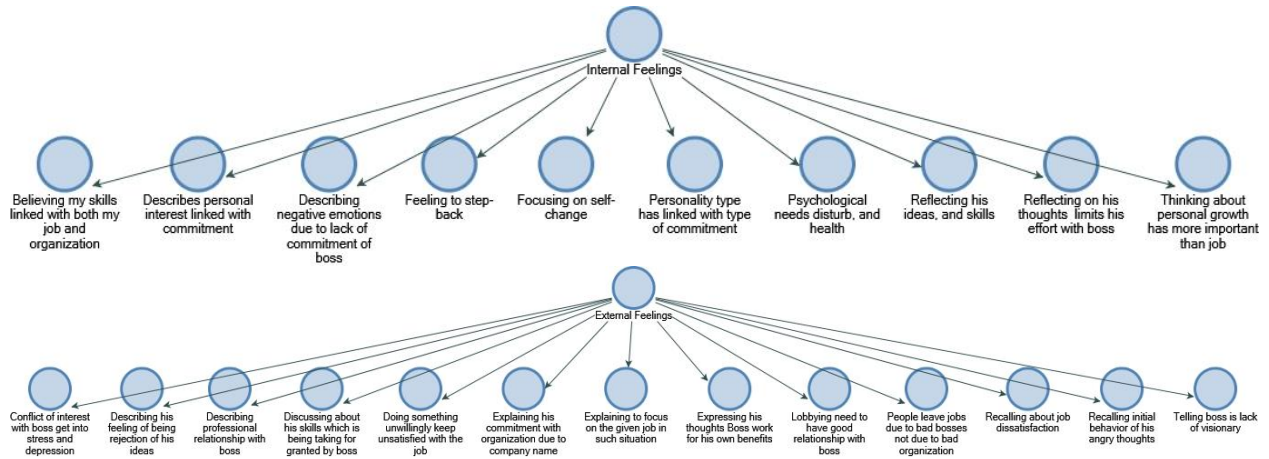 Internal Feelings
Believing my skills
linked with both my
job and
organization
Describes personal
interest linked with
commitment
Describing
negative emotions
due to lack of
commitment of
boss
Feeling to step-
back
Focusing on self-
change
Personality type
has linked with type
of commitment
Psychological
needs disturb, and
health
Reflecting his
ideas, and skills
Reflecting on
his thoughts limits his
effort with boss
Thinking about
personal growth
has more important
than job
External Feelings
Conflict of interest
with boss get into
stress and
depression
Describing his
feeling of being
rejection of his
ideas
Describing
professional
relationship with
boss
Discussing about
his skills which is
being taking for
granted by boss
Doing something
unwillingly keep
unsatisfied with the
job
Explaining his
commitment with
organization due to
company name
Explaining to focus
on the given job in
such situation
Expressing his
thoughts Boss work
for his own benefits
Lobbying need to
have good
relationship with
boss
People leave jobs
due to bad bosses
not due to bad
organization
Recalling about job
dissatisfaction
Recalling initial
behavior of his
angry thoughts
Telling boss is lack
of visionary